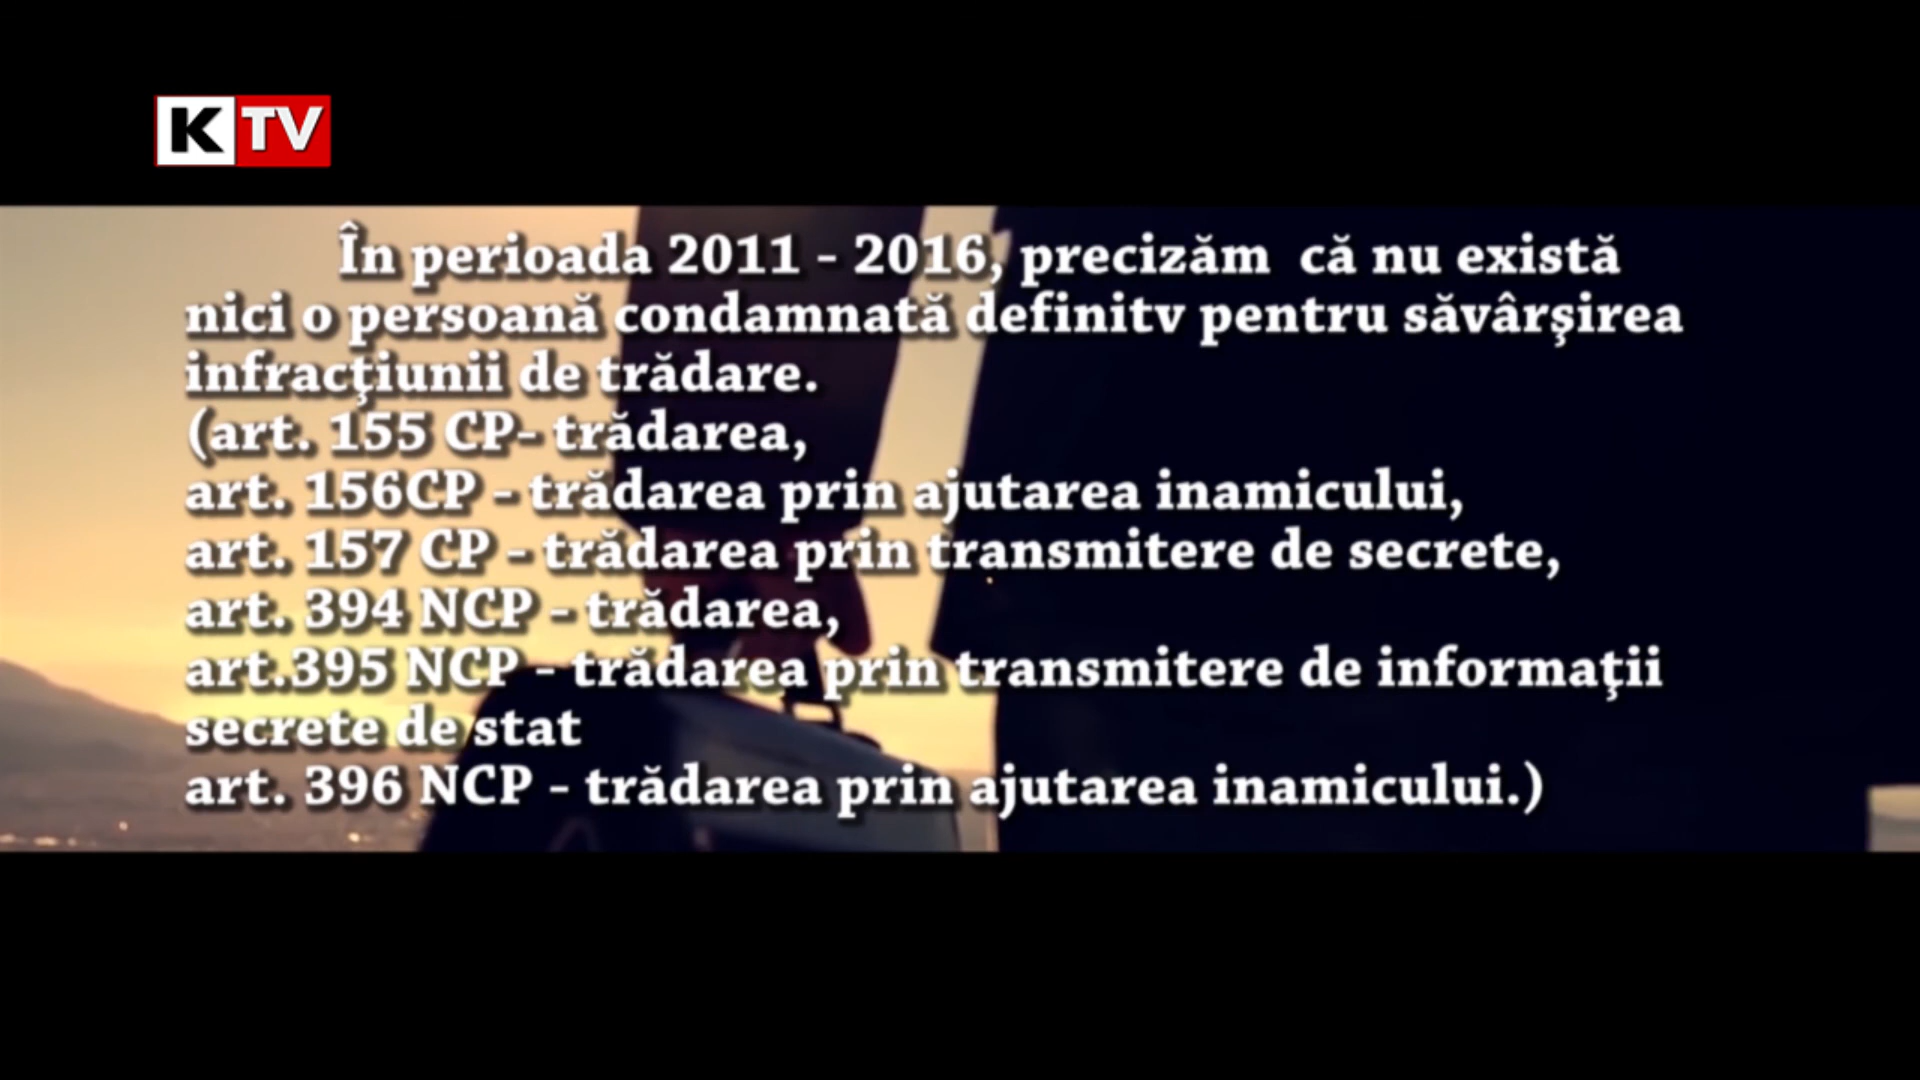 KTV
În perioada 2011 - 2016, precizăm că nu există
nici o persoană condamnată definitv pentru săvârşirea
infracţiunii de trădare.
(art. 155 CP- trădarea,
art. 156CP - trădarea prin ajutarea inamicului,
art. 157 CP - trădarea prin transmitere de secrete,
art. 394 NCP - trădarea,
art.395 NCP - trădarea prin transmitere de informaţii
secrete de stat
art. 396 NCP - trădarea prin ajutarea inamicului.)